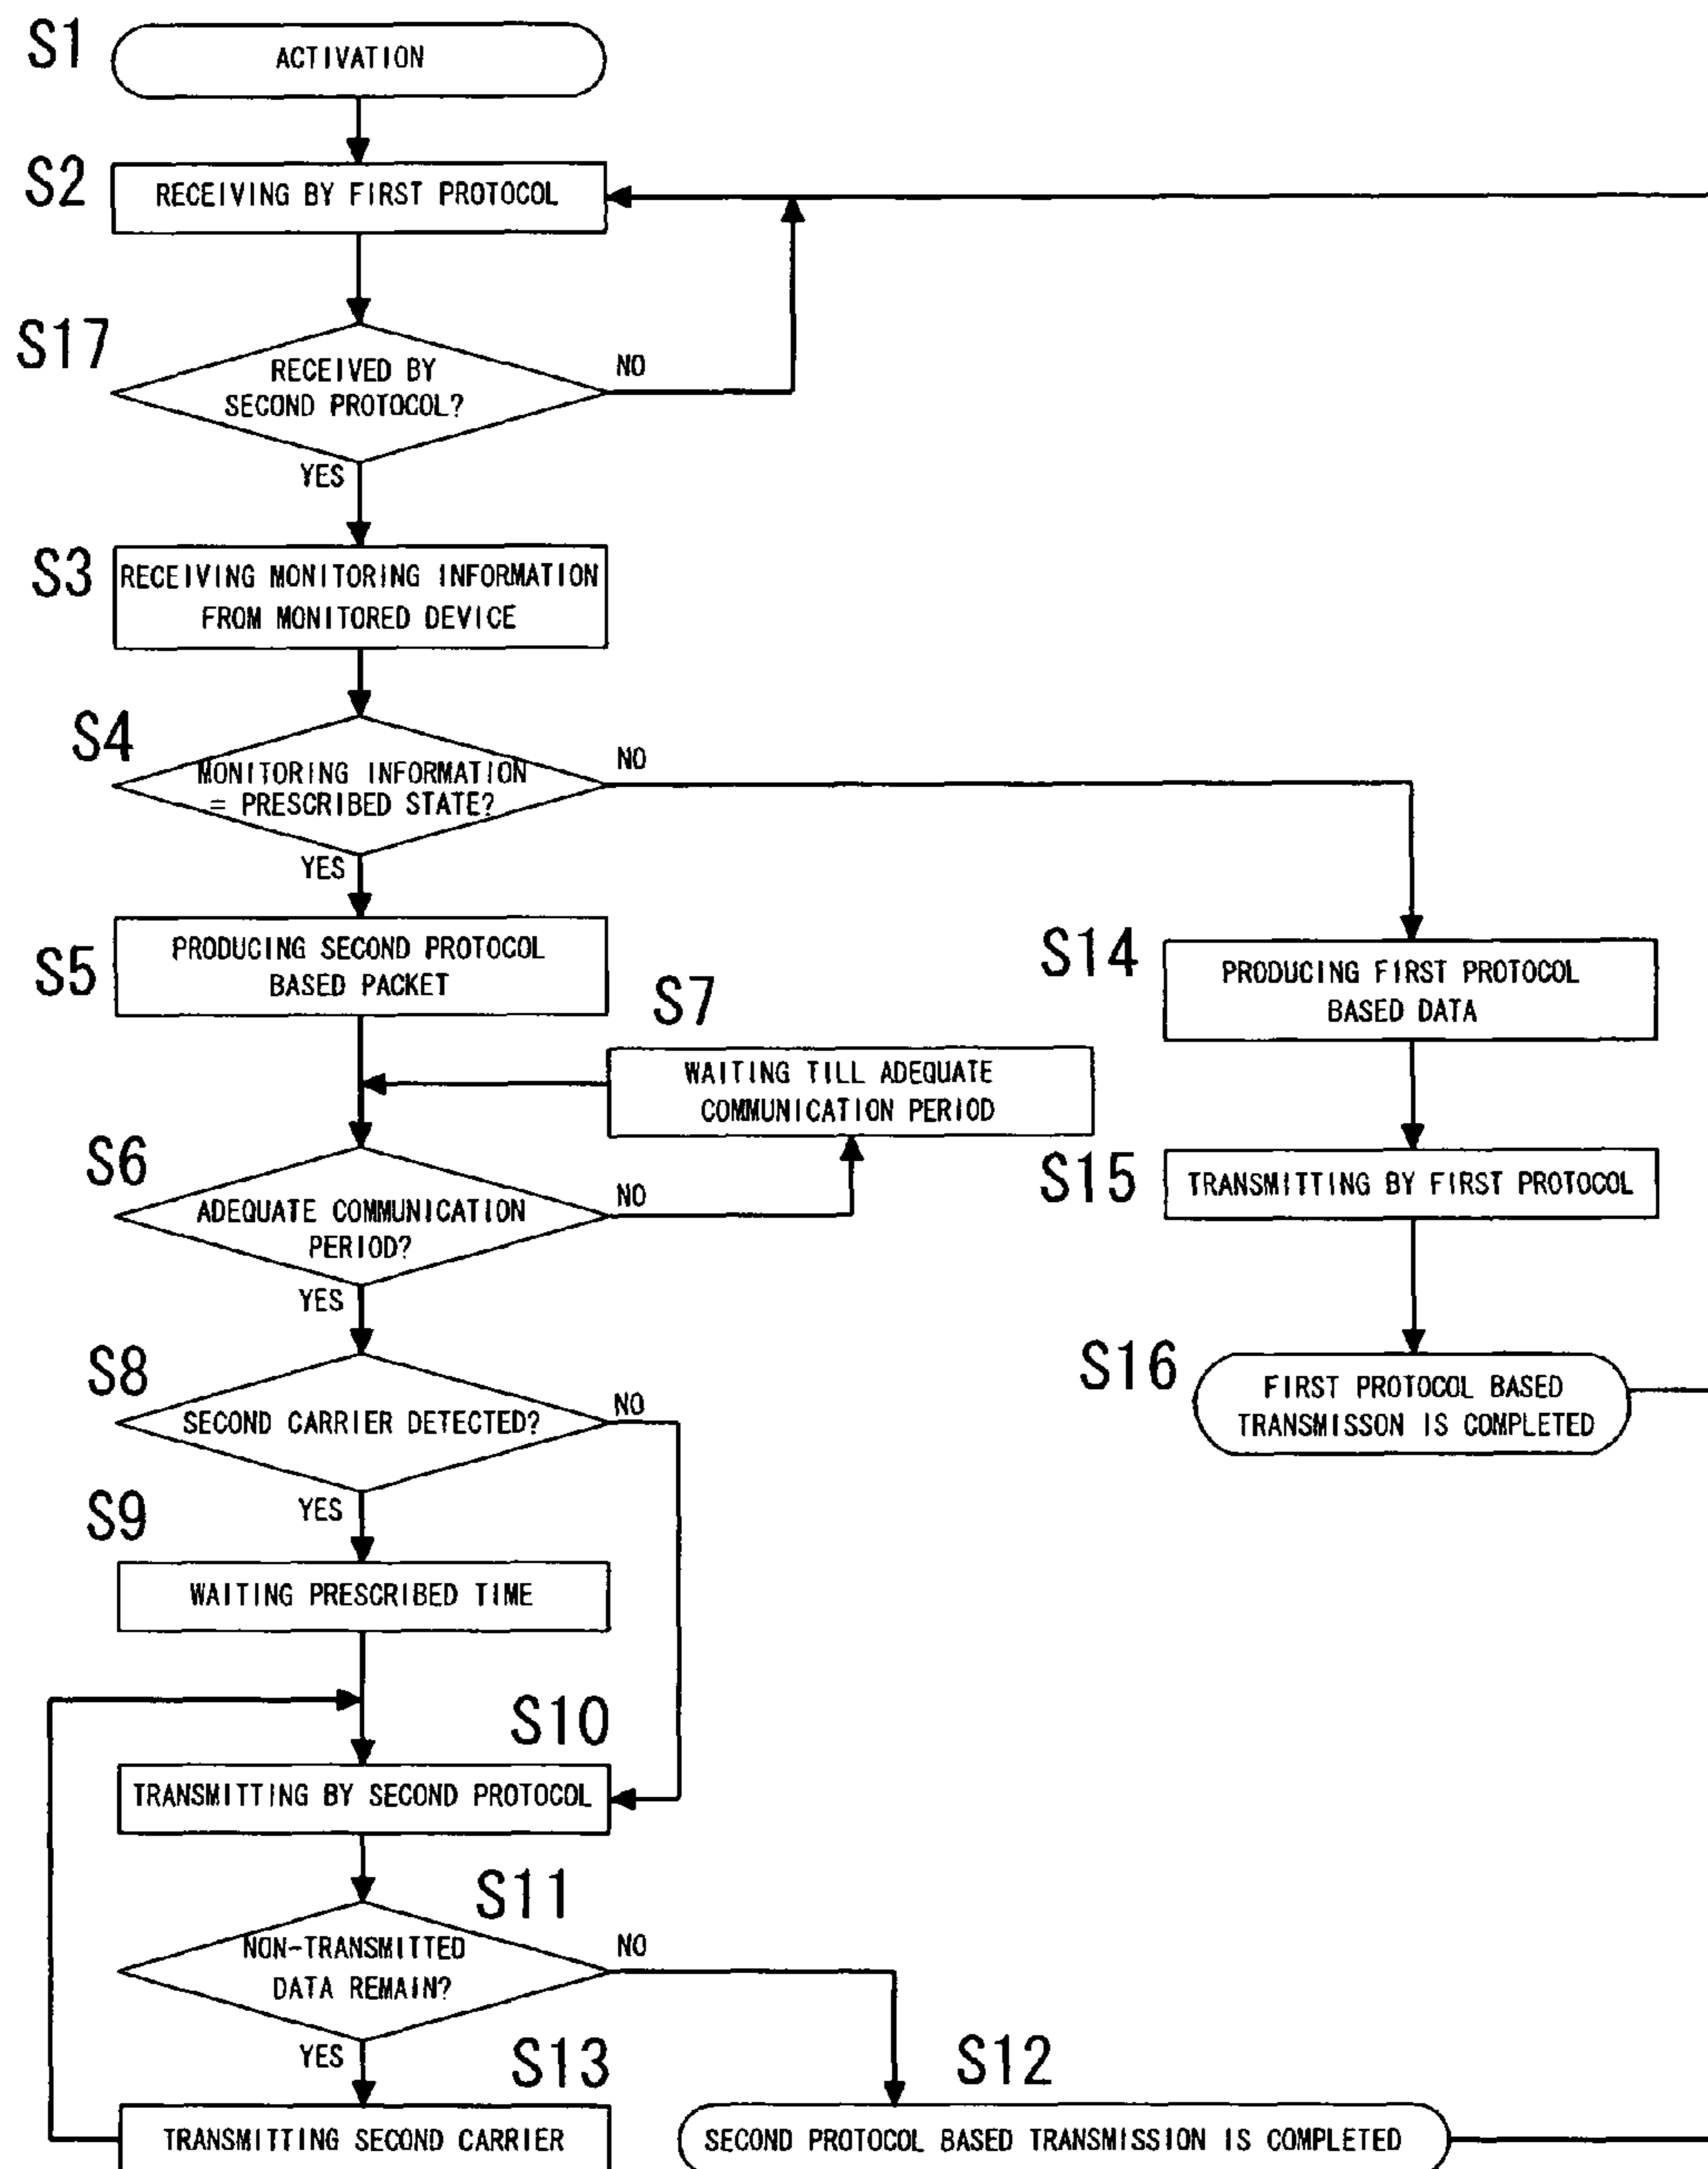 S1
ACTIVATION
S2
RECEIVING BY FIRST PROTOCOL
S17
RECEIVED BY
SECOND PROTOCOL?
NO
YES
S3
RECEIVING MONITORING INFORMATION
FROM MONITORED DEVICE
S4
MONITORING INFORMATION
= PRESCRIBED STATE?
NO
YES
S5
PRODUCING SECOND PROTOCOL
BASED PACKET
S14
PRODUCING FIRST PROTOCOL
BASED DATA
S7
WAITING TILL ADEQUATE
COMMUNICATION PERIOD
S6
ADEQUATE COMMUNICATION
PERIOD?
NO
YES
S15
TRANSMITTING BY FIRST PROTOCOL
S8
SECOND CARRIER DETECTED?
NO
YES
S16
FIRST PROTOCOL BASED
TRANSMISSON IS COMPLETED
S9
WAITING PRESCRIBED TIME
S10
TRANSMITTING BY SECOND PROTOCOL
S11
NON-TRANSMITTED
DATA REMAIN?
NO
YES
S13
TRANSMITTING SECOND CARRIER
S12
SECOND PROTOCOL BASED TRANSMISSION IS COMPLETED